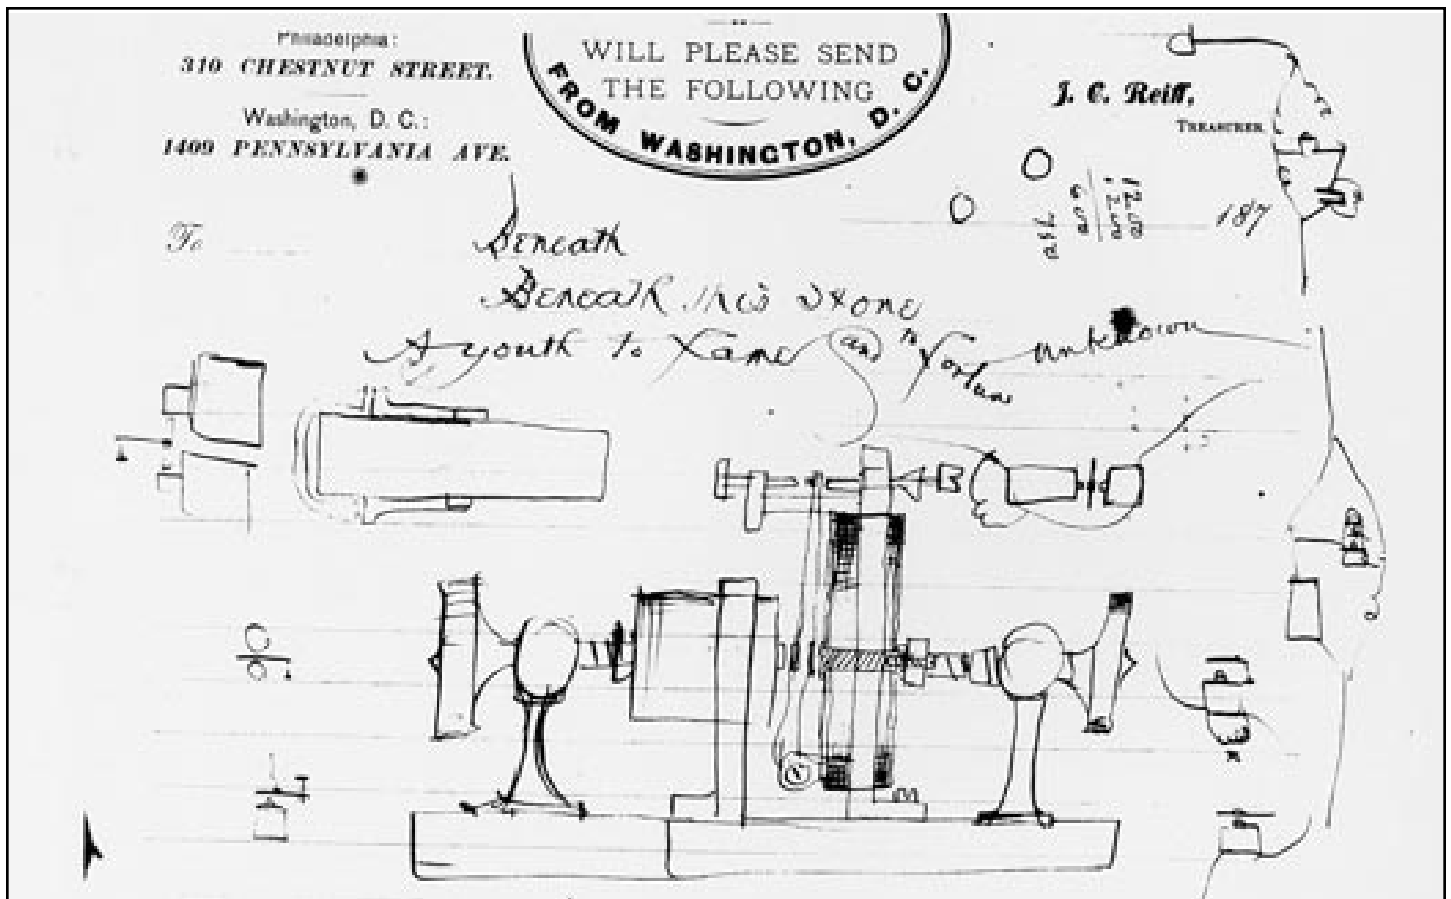 Philadelphia:
310 CHESTNUT STREET.
Washington, D. C.:
1409 PENNSYLVANIA AVE.
WILL PLEASE SEND
THE FOLLOWING
FROM WASHINGTON, D. C.
J. C. Reiff,
TREASURER
187
To
Beneath
Beneath this stone
A youth to Fame and to Fortune unknown